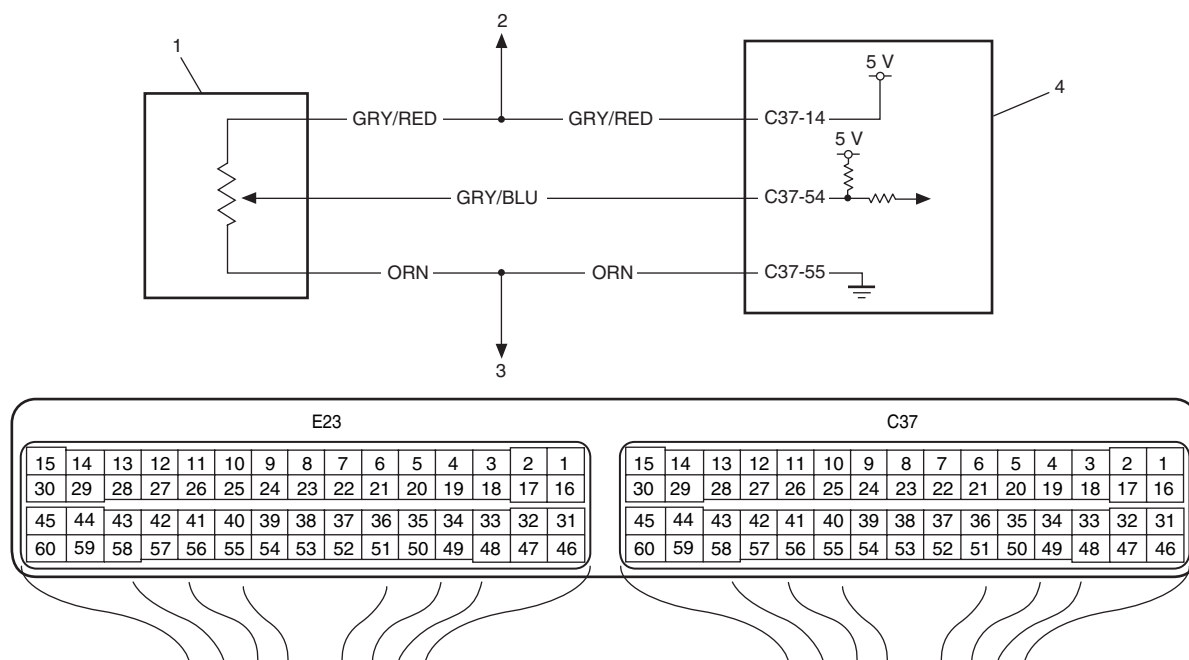 2
1
5 V
4
GRY/RED GRY/RED C37-14
5 V
GRY/BLU C37-54
ORN ORN C37-55
3
E23 C37
15 14 13 12 11 10 9 8 7 6 5 4 3 2 1 15 14 13 12 11 10 9 8 7 6 5 4 3 2 1
30 29 28 27 26 25 24 23 22 21 20 19 18 17 16 30 29 28 27 26 25 24 23 22 21 20 19 18 17 16
45 44 43 42 41 40 39 38 37 36 35 34 33 32 31 45 44 43 42 41 40 39 38 37 36 35 34 33 32 31
60 59 58 57 56 55 54 53 52 51 50 49 48 47 46 60 59 58 57 56 55 54 53 52 51 50 49 48 47 46